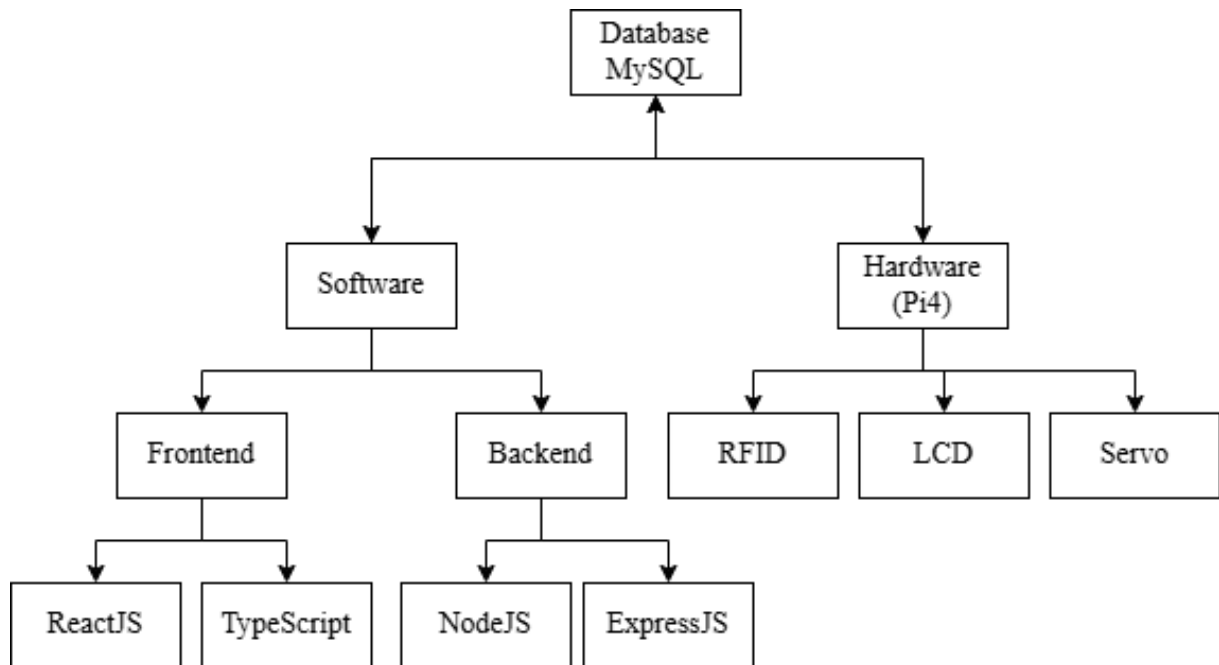 Database
MySQL
Software
Hardware
(Pi4)
Frontend
Backend
RFID
LCD
Servo
ReactJS
TypeScript
NodeJS
ExpressJS